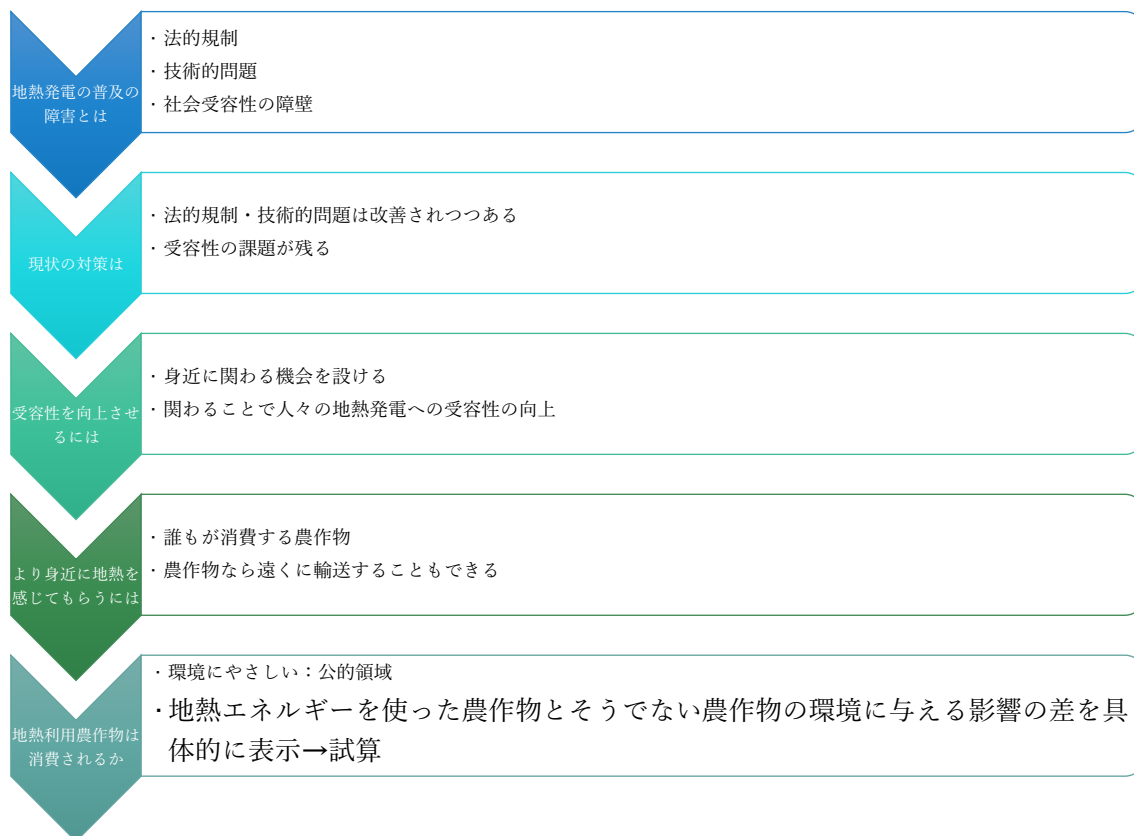 地熱発電の普及の
障害とは
・法的規制
・技術的問題
・社会受容性の障壁
現状の対策は
・法的規制・技術的問題は改善されつつある
・受容性の課題が残る
受容性を向上させ
るには
・身近に関わる機会を設ける
・関わることで人々の地熱発電への受容性の向上
より身近に地熱を
感じてもらうには
・誰もが消費する農作物
・農作物なら遠くに輸送することもできる
地熱利用農作物は
消費されるか
・環境にやさしい：公的領域
・地熱エネルギーを使った農作物とそうでない農作物の環境に与える影響の差を具
体的に表示→試算